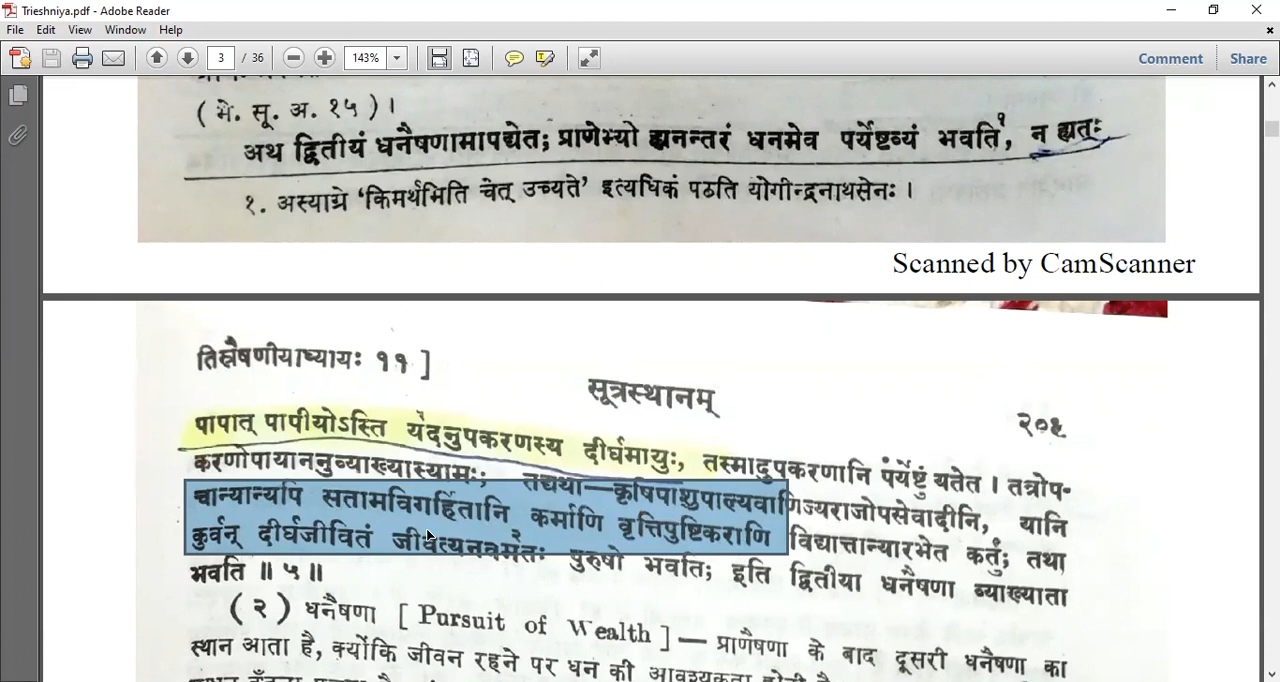 Trieshniya.pdf - Adobe Reader
File Edit View Window Help
3 / 36 143% Comment Share
( भे. सू. अ. १५ ) ।
अथ द्वितीयं धनैषणामापद्येत; प्राणेभ्यो ह्यनन्तरं धनमेव पर्येष्टव्यं भवति१, न ह्यतः
१. अस्याग्रे ‘किमर्थमिति चेत् उच्यते’ इत्यधिकं पठति योगीन्द्रनाथसेनः ।
Scanned by CamScanner
तिस्रैषणीयाध्यायः ११ ]
सूत्रस्थानम्
२०५
पापात् पापीयोऽस्ति यदनुपकरणस्य दीर्घमायुः, तस्मादुपकरणानि पर्येष्टुं यतेत । तत्रोप-
करणोपायाननुव्याख्यास्यामः; तद्यथा—कृषिपाशुपाल्यवाणिज्यराजोपसेवादीनि, यानि
चान्यान्यपि सतामविगर्हितानि कर्माणि वृत्तिपुष्टिकराणि विद्यात्तान्यारभेत कर्तुं; तथा
कुर्वन् दीर्घजीवितं जीवत्यनवमतः पुरुषो भवति; इति द्वितीया धनैषणा व्याख्याता
भवति ॥ ५ ॥
( २ ) धनैषणा [ Pursuit of Wealth ] — प्राणैषणा के बाद दूसरी धनैषणा का
स्थान आता है, क्योंकि जीवन रहने पर धन की आवश्यकता होती है